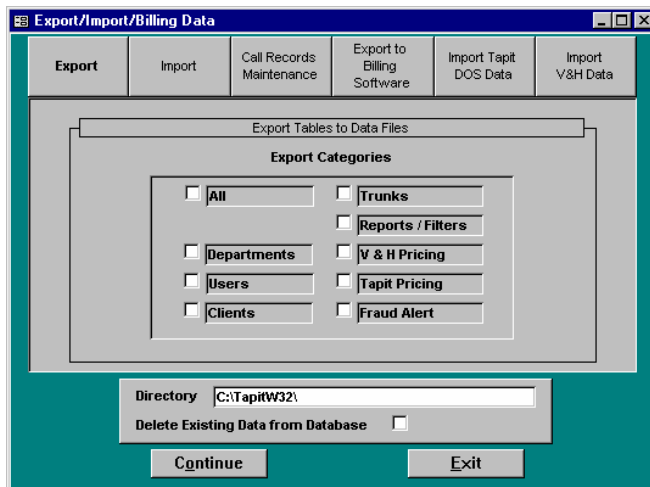 Export/Import/Billing Data
Export
Import
Call Records
Maintenance
Export to
Billing
Software
Import Tapit
DOS Data
Import
V&H Data
Export Tables to Data Files
Export Categories
All
Trunks
Reports / Filters
Departments
V & H Pricing
Users
Tapit Pricing
Clients
Fraud Alert
Directory C:\TapitW32\
Delete Existing Data from Database
Continue
Exit